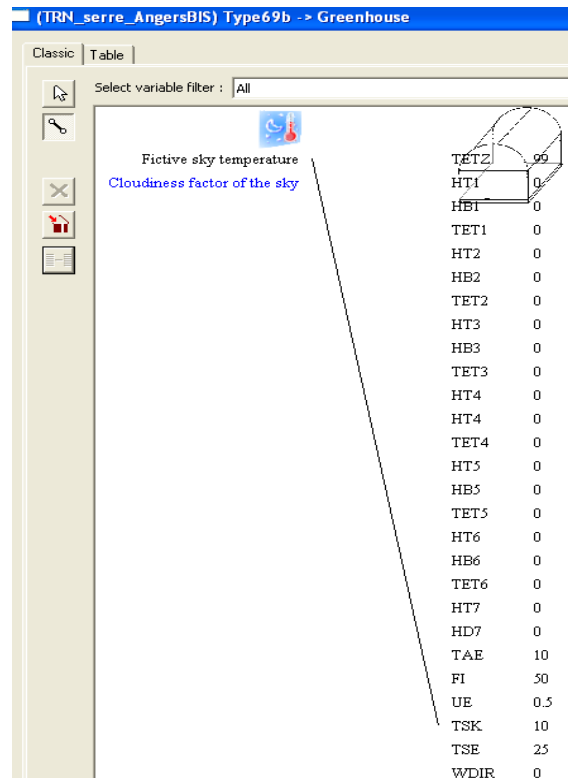 (TRN_serre_AngersBIS) Type69b -> Greenhouse
Classic Table
Select variable filter : All
Fictive sky temperature
Cloudiness factor of the sky
TETZ 99
HT1 0
HB1 0
TET1 0
HT2 0
HB2 0
TET2 0
HT3 0
HB3 0
TET3 0
HT4 0
HT4 0
TET4 0
HT5 0
HB5 0
TET5 0
HT6 0
HB6 0
TET6 0
HT7 0
HD7 0
TAE 10
FI 50
UE 0.5
TSK 10
TSE 25
WDIR 0